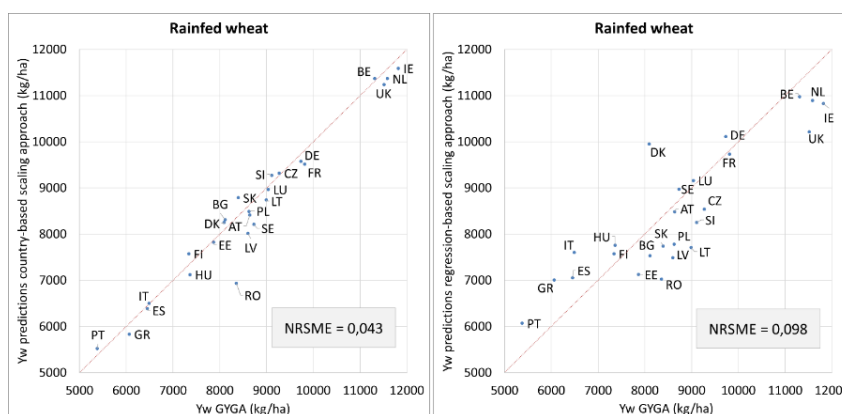 Rainfed wheat
Yw predictions country-based scaling approach (kg/ha)
12000
11000
10000
9000
8000
7000
6000
5000
BE
IE
NL
UK
DE
FR
SI
CZ
LU
SK
LT
BG
PL
DK
AT
SE
EE
LV
FI
HU
RO
IT
ES
PT
GR
NRSME = 0,043
5000 6000 7000 8000 9000 10000 11000 12000
Yw GYGA (kg/ha)
Rainfed wheat
Yw predictions regression-based scaling approach (kg/ha)
12000
11000
10000
9000
8000
7000
6000
5000
BE
NL
IE
UK
DE
DK
FR
LU
SE
AT
CZ
SI
HU
IT
FI
SK
PL
BG
LT
LV
EE
RO
ES
GR
PT
NRSME = 0,098
5000 6000 7000 8000 9000 10000 11000 12000
Yw GYGA (kg/ha)